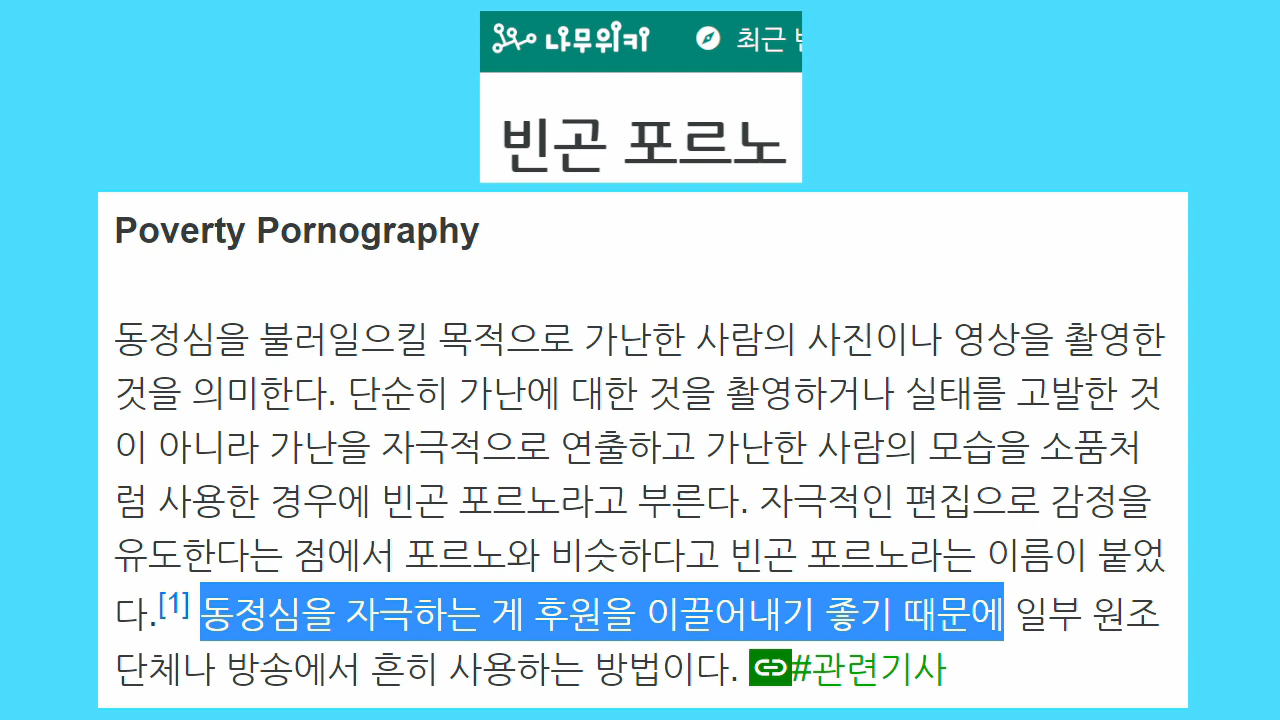 나무위키 최근
빈곤 포르노
Poverty Pornography
동정심을 불러일으킬 목적으로 가난한 사람의 사진이나 영상을 촬영한
것을 의미한다. 단순히 가난에 대한 것을 촬영하거나 실태를 고발한 것
이 아니라 가난을 자극적으로 연출하고 가난한 사람의 모습을 소품처
럼 사용한 경우에 빈곤 포르노라고 부른다. 자극적인 편집으로 감정을
유도한다는 점에서 포르노와 비슷하다고 빈곤 포르노라는 이름이 붙었
다.[1] 동정심을 자극하는 게 후원을 이끌어내기 좋기 때문에 일부 원조
단체나 방송에서 흔히 사용하는 방법이다. #관련기사